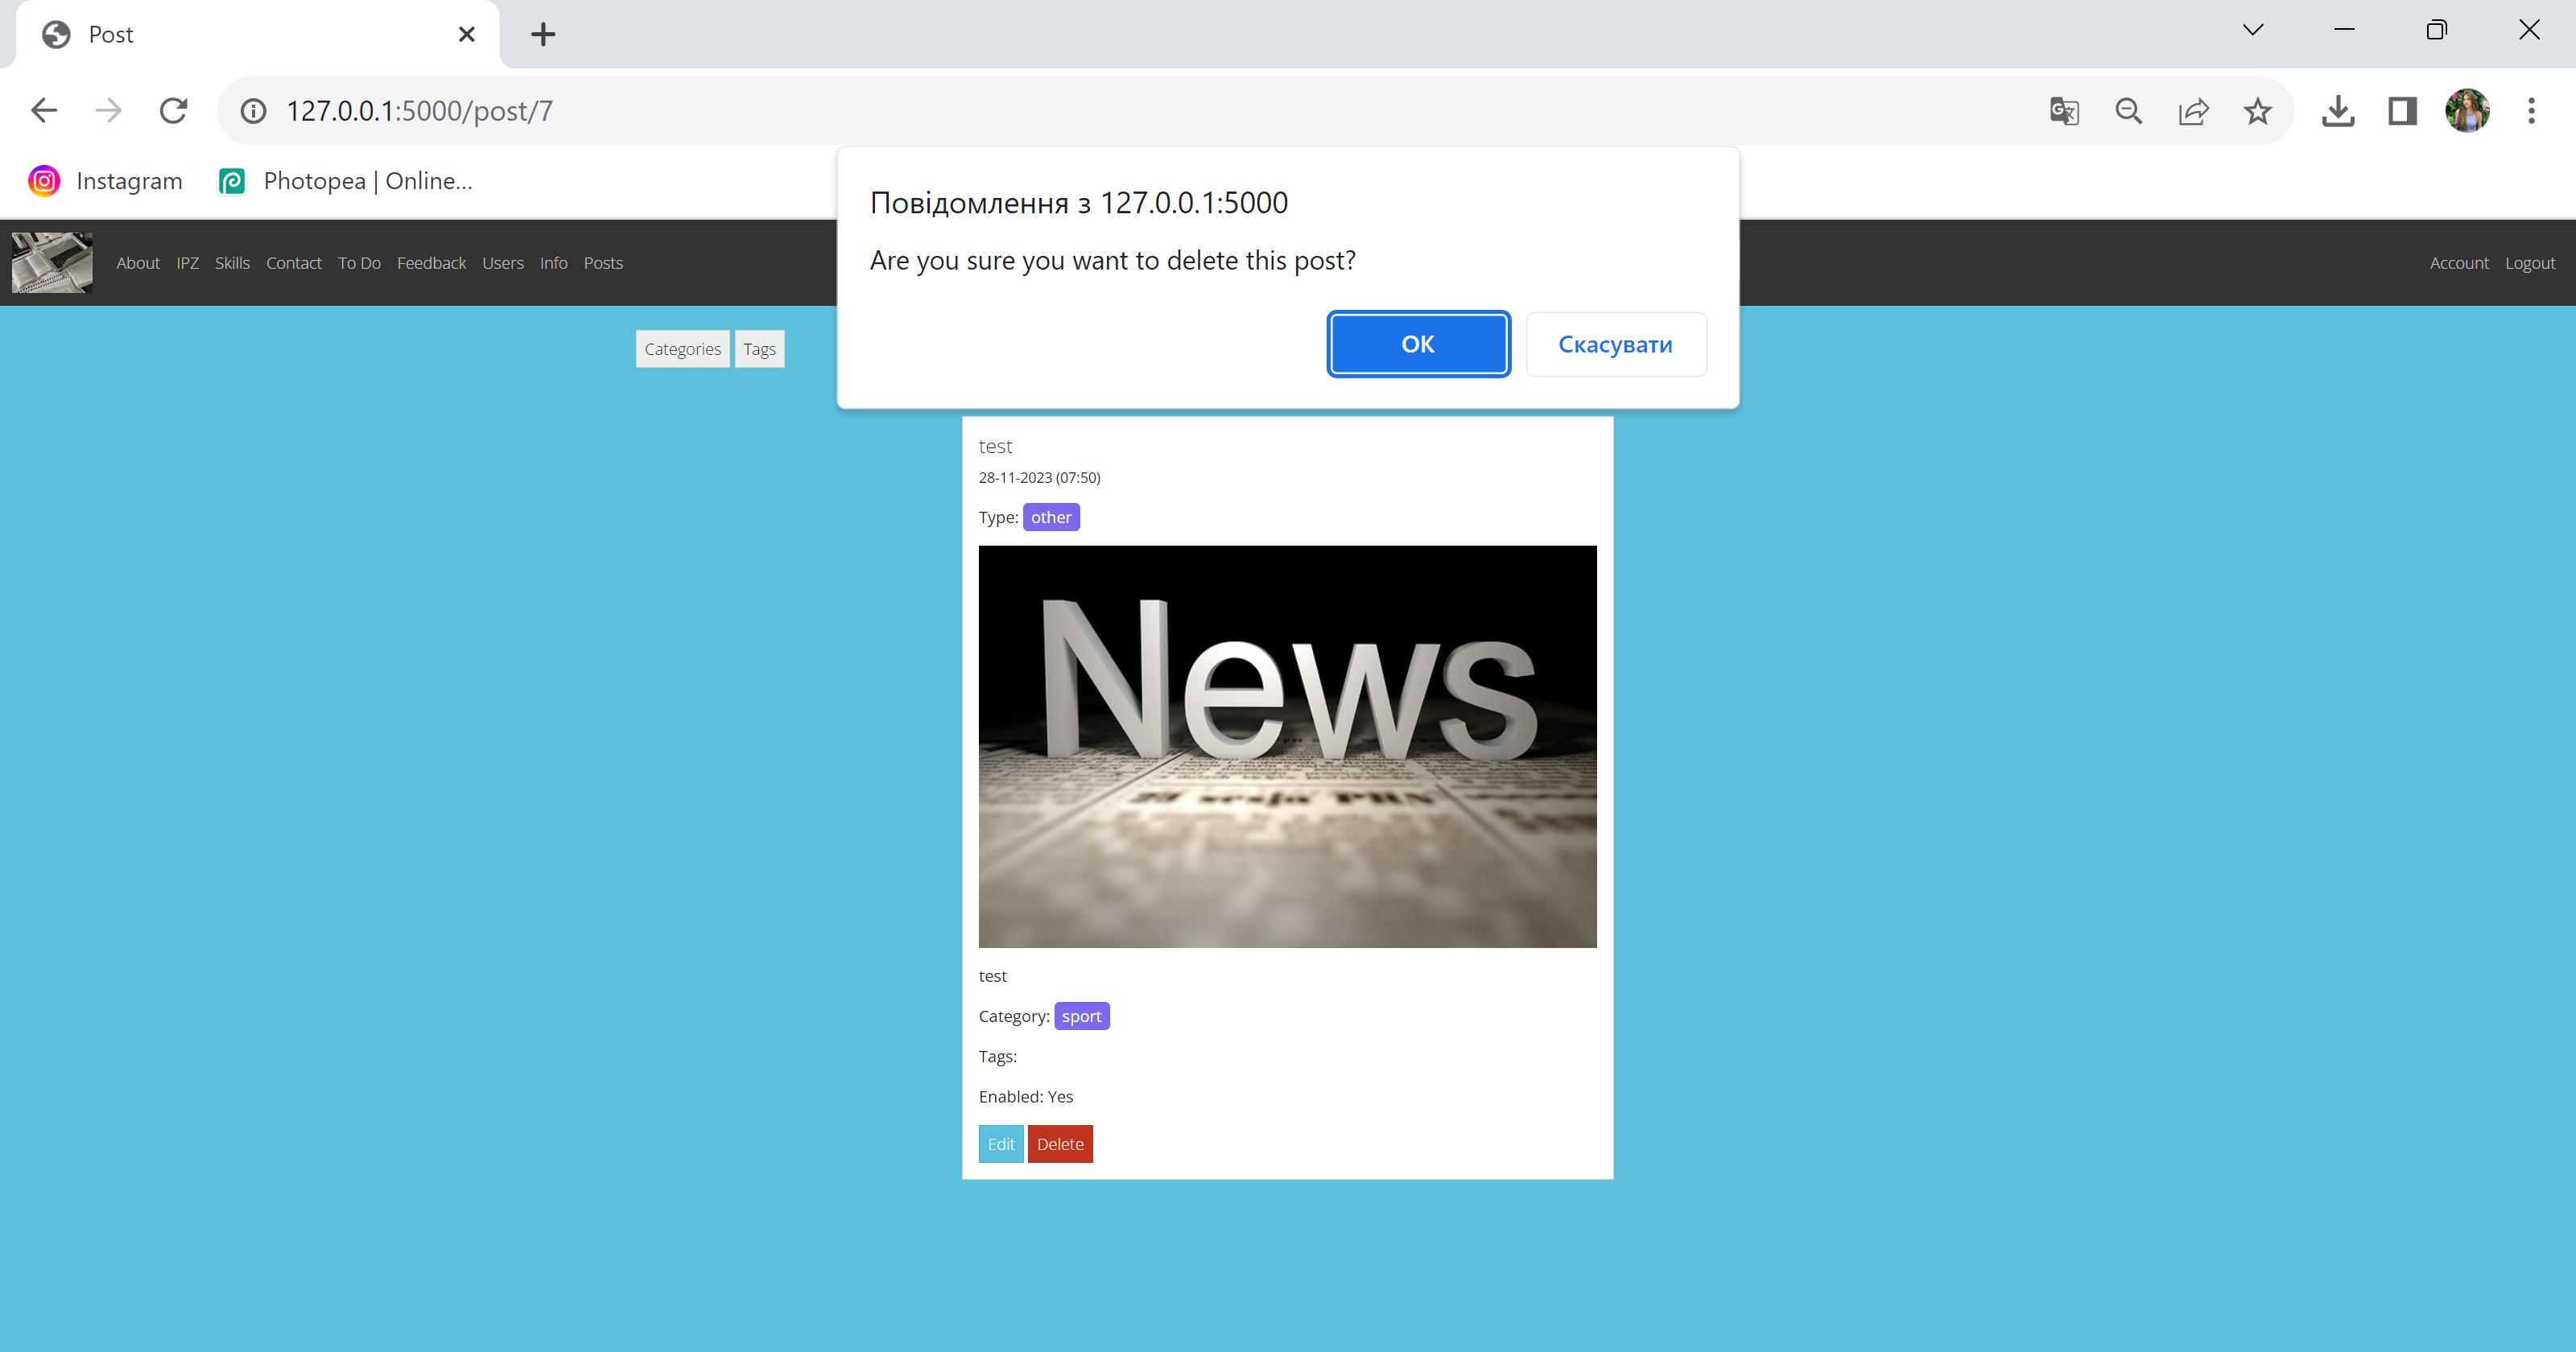 Post
127.0.0.1:5000/post/7
Instagram
Photopea | Online...
Повідомлення з 127.0.0.1:5000
Are you sure you want to delete this post?
ОК
Скасувати
About IPZ Skills Contact To Do Feedback Users Info Posts
Account Logout
Categories Tags
test
28-11-2023 (07:50)
Type: other
News
test
Category: sport
Tags:
Enabled: Yes
Edit Delete